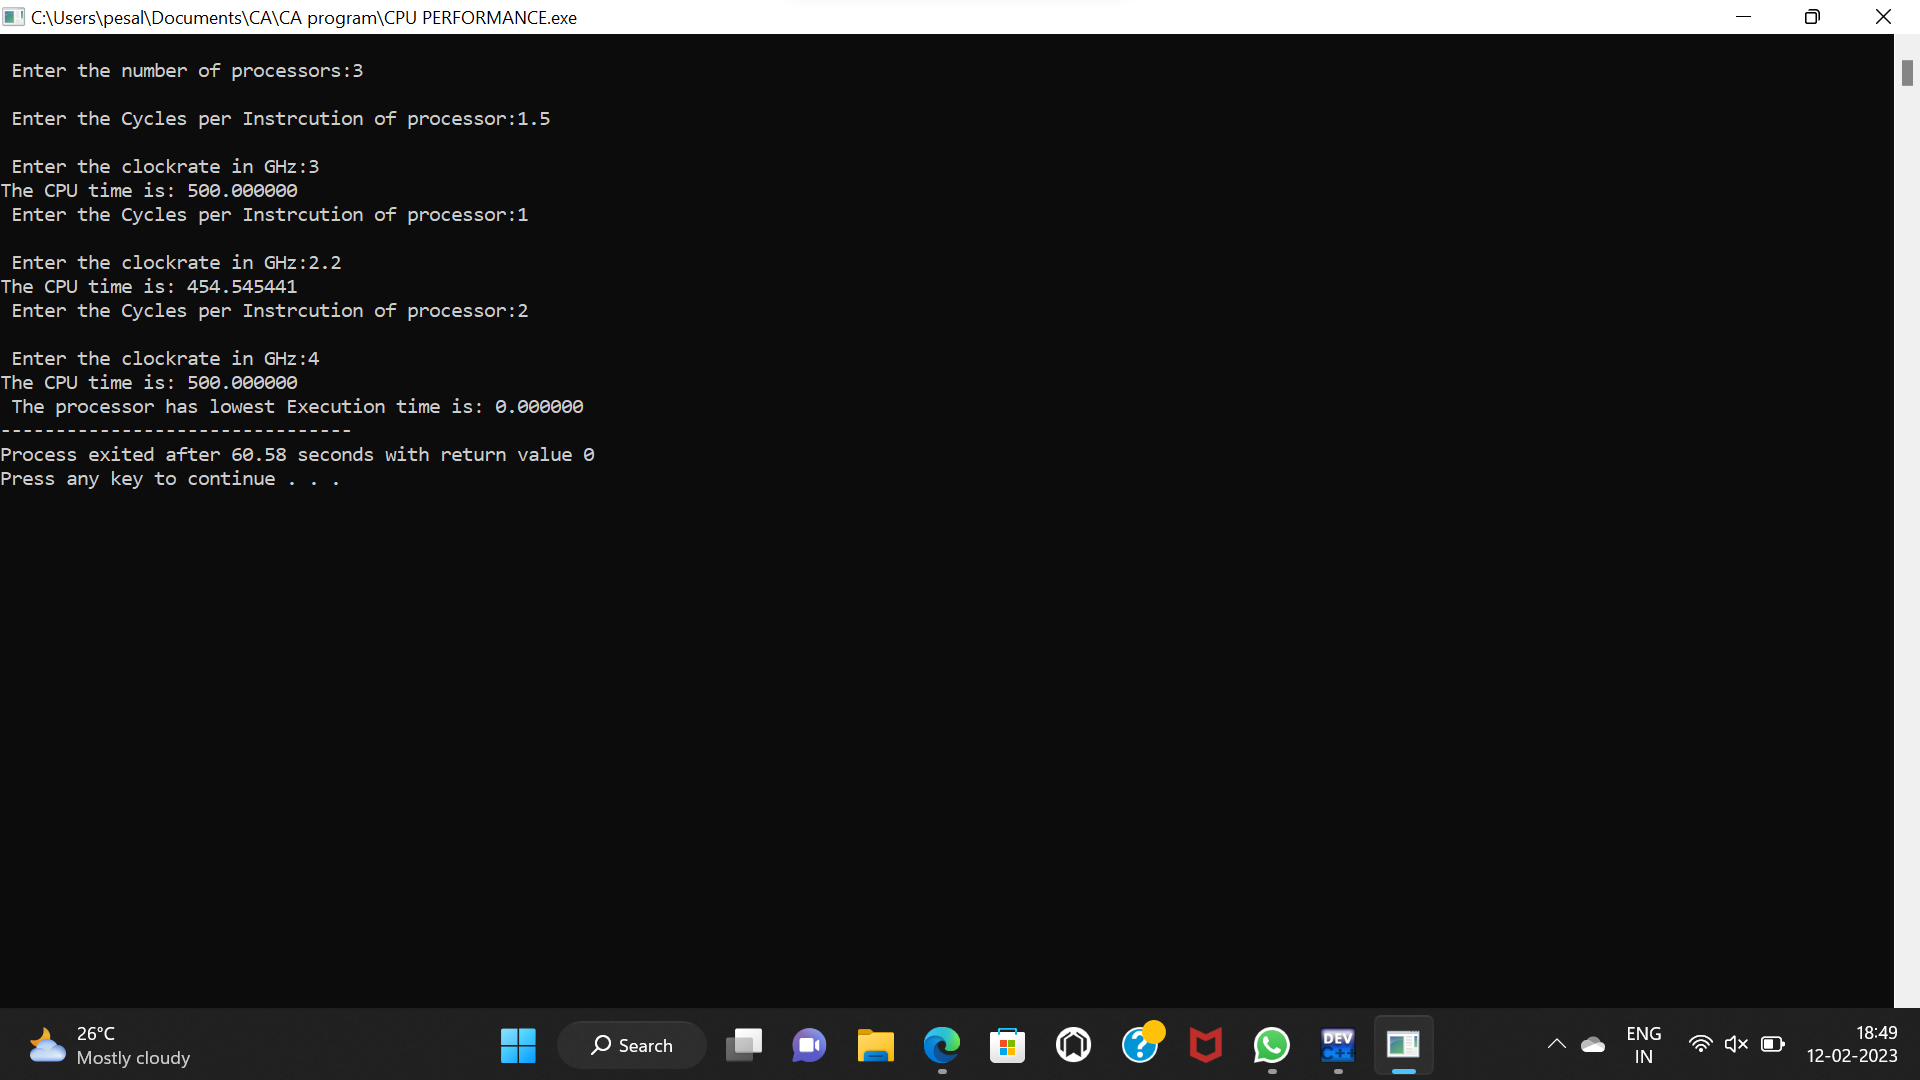 C:\Users\pesal\Documents\CA\CA program\CPU PERFORMANCE.exe
Enter the number of processors:3
Enter the Cycles per Instrcution of processor:1.5
Enter the clockrate in GHz:3
The CPU time is: 500.000000
Enter the Cycles per Instrcution of processor:1
Enter the clockrate in GHz:2.2
The CPU time is: 454.545441
Enter the Cycles per Instrcution of processor:2
Enter the clockrate in GHz:4
The CPU time is: 500.000000
The processor has lowest Execution time is: 0.000000
--------------------------------
Process exited after 60.58 seconds with return value 0
Press any key to continue . . .
26°C
Mostly cloudy
Search
DEV
C++
ENG
IN
18:49
12-02-2023